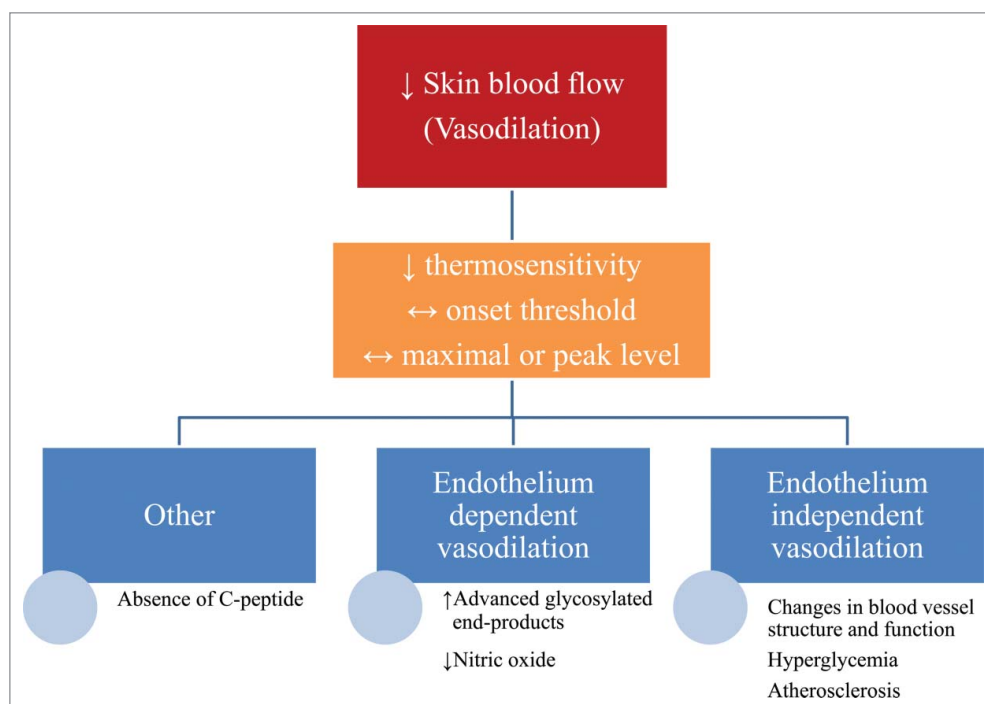 ↓ Skin blood flow
(Vasodilation)
↓ thermosensitivity
↔ onset threshold
↔ maximal or peak level
Other
Absence of C-peptide
Endothelium
dependent
vasodilation
↑Advanced glycosylated
end-products
↓Nitric oxide
Endothelium
independent
vasodilation
Changes in blood vessel
structure and function
Hyperglycemia
Atherosclerosis